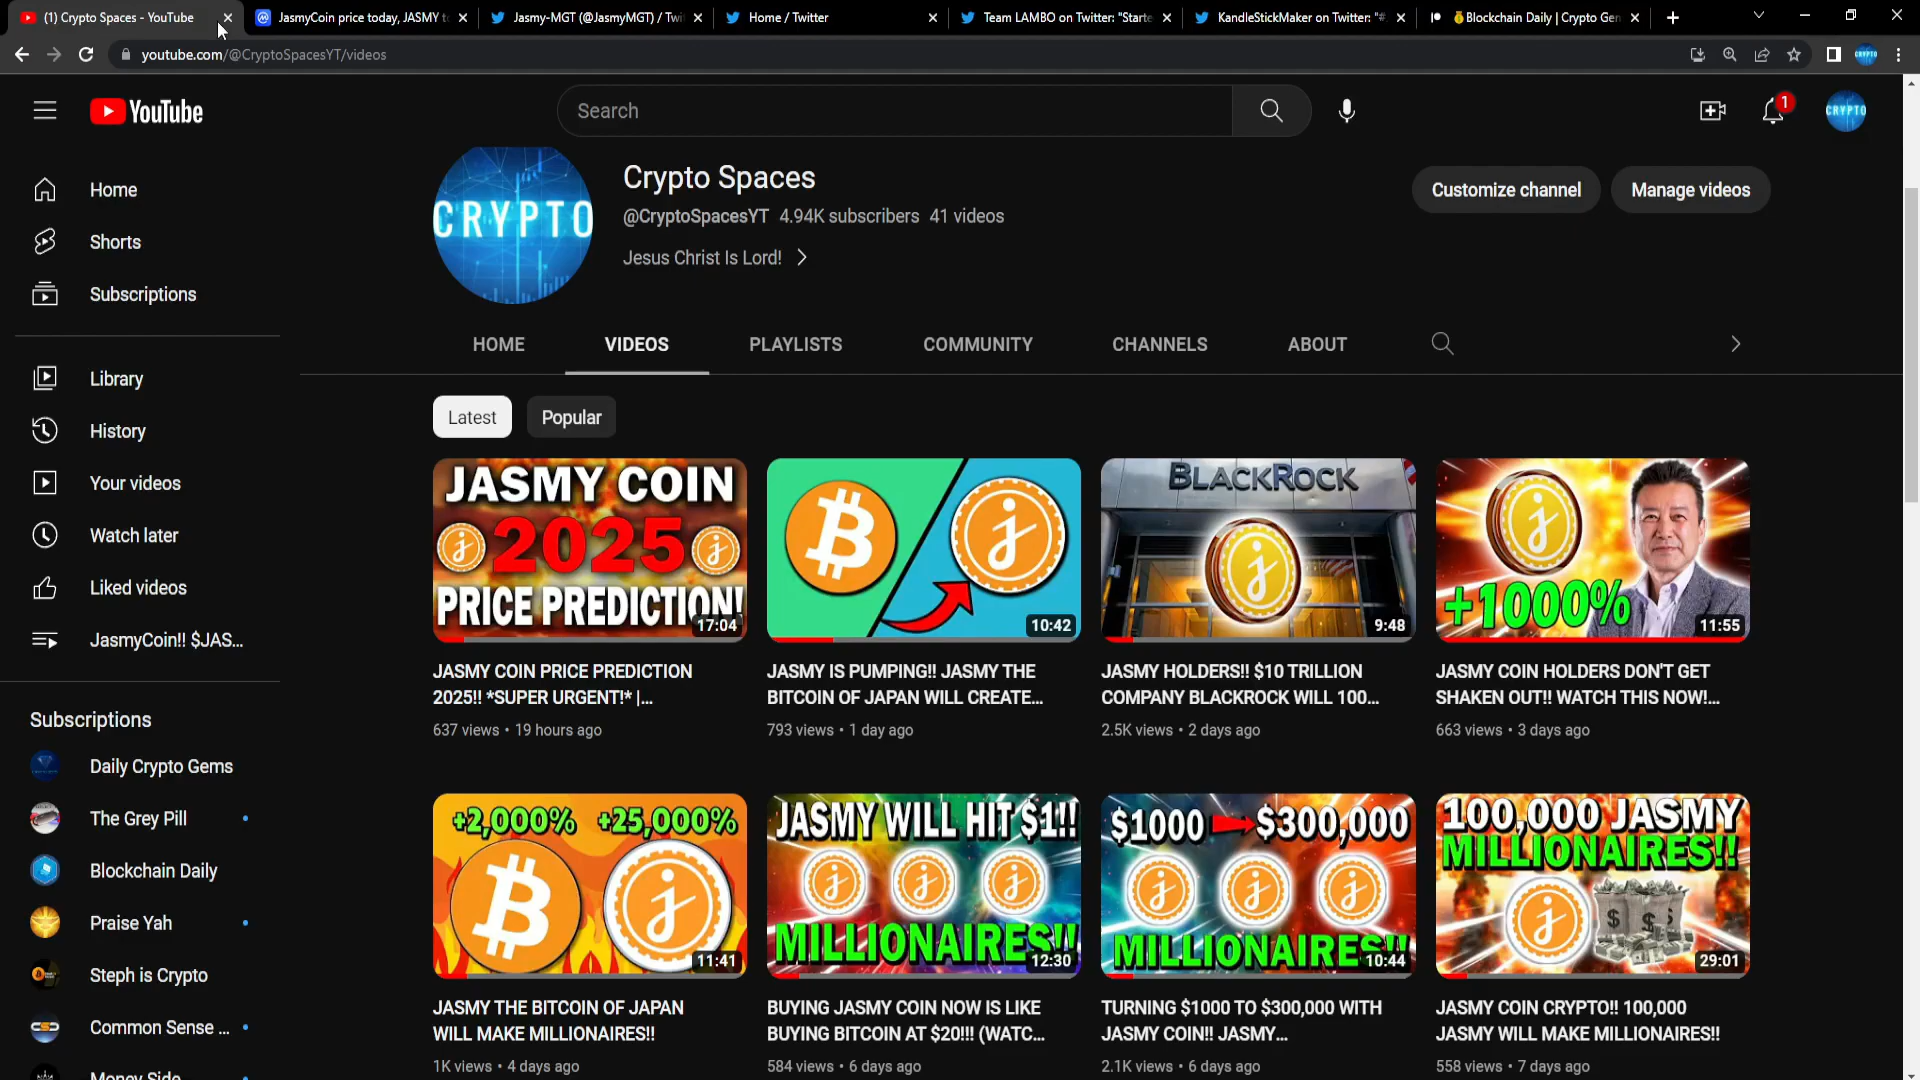 (1) Crypto Spaces - YouTube
JasmyCoin price today, JASMY to
Jasmy-MGT (@JasmyMGT) / Twi
Home / Twitter
Team LAMBO on Twitter: "Starte
KandleStickMaker on Twitter: "#
Blockchain Daily | Crypto Gem
youtube.com/@CryptoSpacesYT/videos
YouTube
Search
1
CRYPTO
Home
Shorts
Subscriptions
Library
History
Your videos
Watch later
Liked videos
JasmyCoin!! $JAS...
Subscriptions
Daily Crypto Gems
The Grey Pill
Blockchain Daily
Praise Yah
Steph is Crypto
Common Sense ...
Money Side
CRYPTO
Crypto Spaces
@CryptoSpacesYT 4.94K subscribers 41 videos
Jesus Christ Is Lord!
Customize channel
Manage videos
HOME
VIDEOS
PLAYLISTS
COMMUNITY
CHANNELS
ABOUT
Latest
Popular
JASMY COIN
2025
PRICE PREDICTION!
17:04
JASMY COIN PRICE PREDICTION
2025!! *SUPER URGENT!* |...
637 views • 19 hours ago
10:42
JASMY IS PUMPING!! JASMY THE
BITCOIN OF JAPAN WILL CREATE...
793 views • 1 day ago
BLACKROCK
9:48
JASMY HOLDERS!! $10 TRILLION
COMPANY BLACKROCK WILL 100...
2.5K views • 2 days ago
+1000%
11:55
JASMY COIN HOLDERS DON'T GET
SHAKEN OUT!! WATCH THIS NOW!...
663 views • 3 days ago
+2,000% +25,000%
11:41
JASMY THE BITCOIN OF JAPAN
WILL MAKE MILLIONAIRES!!
1K views • 4 days ago
JASMY WILL HIT $1!!
MILLIONAIRES!!
12:30
BUYING JASMY COIN NOW IS LIKE
BUYING BITCOIN AT $20!!! (WATC...
584 views • 6 days ago
$1000 $300,000
MILLIONAIRES!!
10:44
TURNING $1000 TO $300,000 WITH
JASMY COIN!! JASMY...
2.1K views • 6 days ago
100,000 JASMY
MILLIONAIRES!!
29:01
JASMY COIN CRYPTO!! 100,000
JASMY WILL MAKE MILLIONAIRES!!
558 views • 7 days ago